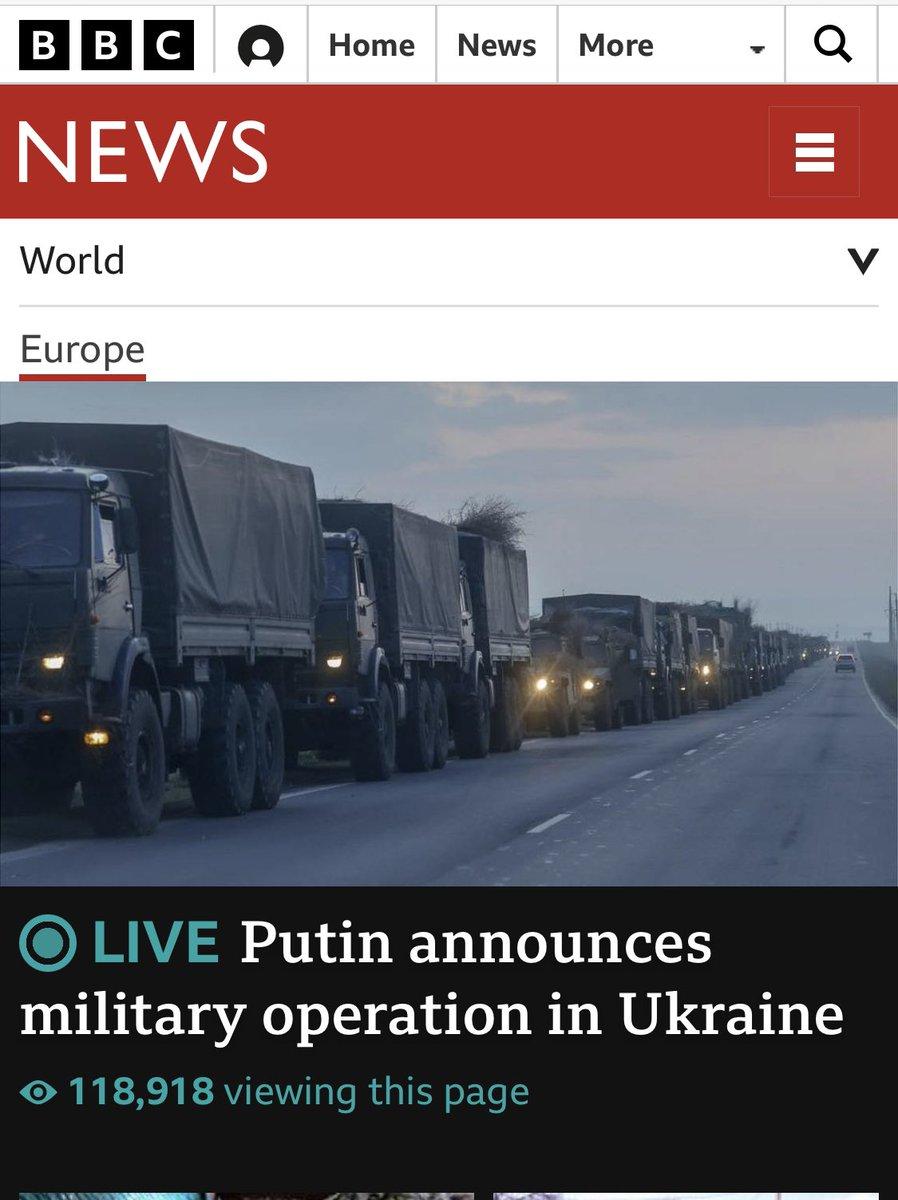 BBC Home News More
NEWS
World
Europe
LIVE Putin announces
military operation in Ukraine
118,918 viewing this page